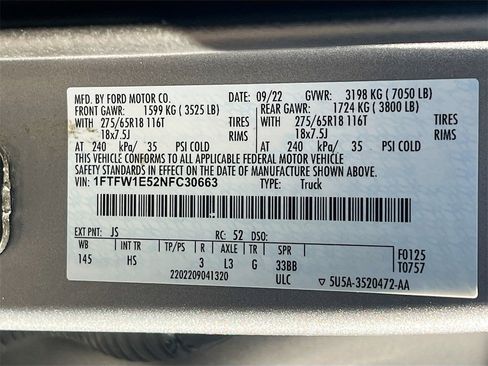 MFD. BY FORD MOTOR CO. DATE: 09/22 GVWR: 3198 KG ( 7050 LB)
FRONT GAWR: 1599 KG ( 3525 LB) REAR GAWR: 1724 KG ( 3800 LB)
WITH 275/65R18 116T TIRES WITH 275/65R18 116T TIRES
18x7.5J RIMS 18x7.5J RIMS
AT 240 kPa/ 35 PSI COLD AT 240 kPa/ 35 PSI COLD
THIS VEHICLE CONFORMS TO ALL APPLICABLE FEDERAL MOTOR VEHICLE
SAFETY STANDARDS IN EFFECT ON THE DATE OF MANUFACTURE SHOWN ABOVE.
VIN: 1FTFW1E52NFC30663 TYPE: Truck
EXT PNT: JS RC: 52 DSO:
WB INT TR TP/PS R AXLE TR SPR F0125
145 HS 3 L3 G 33BB T0757
2202209041320 ULC 5U5A-3520472-AA